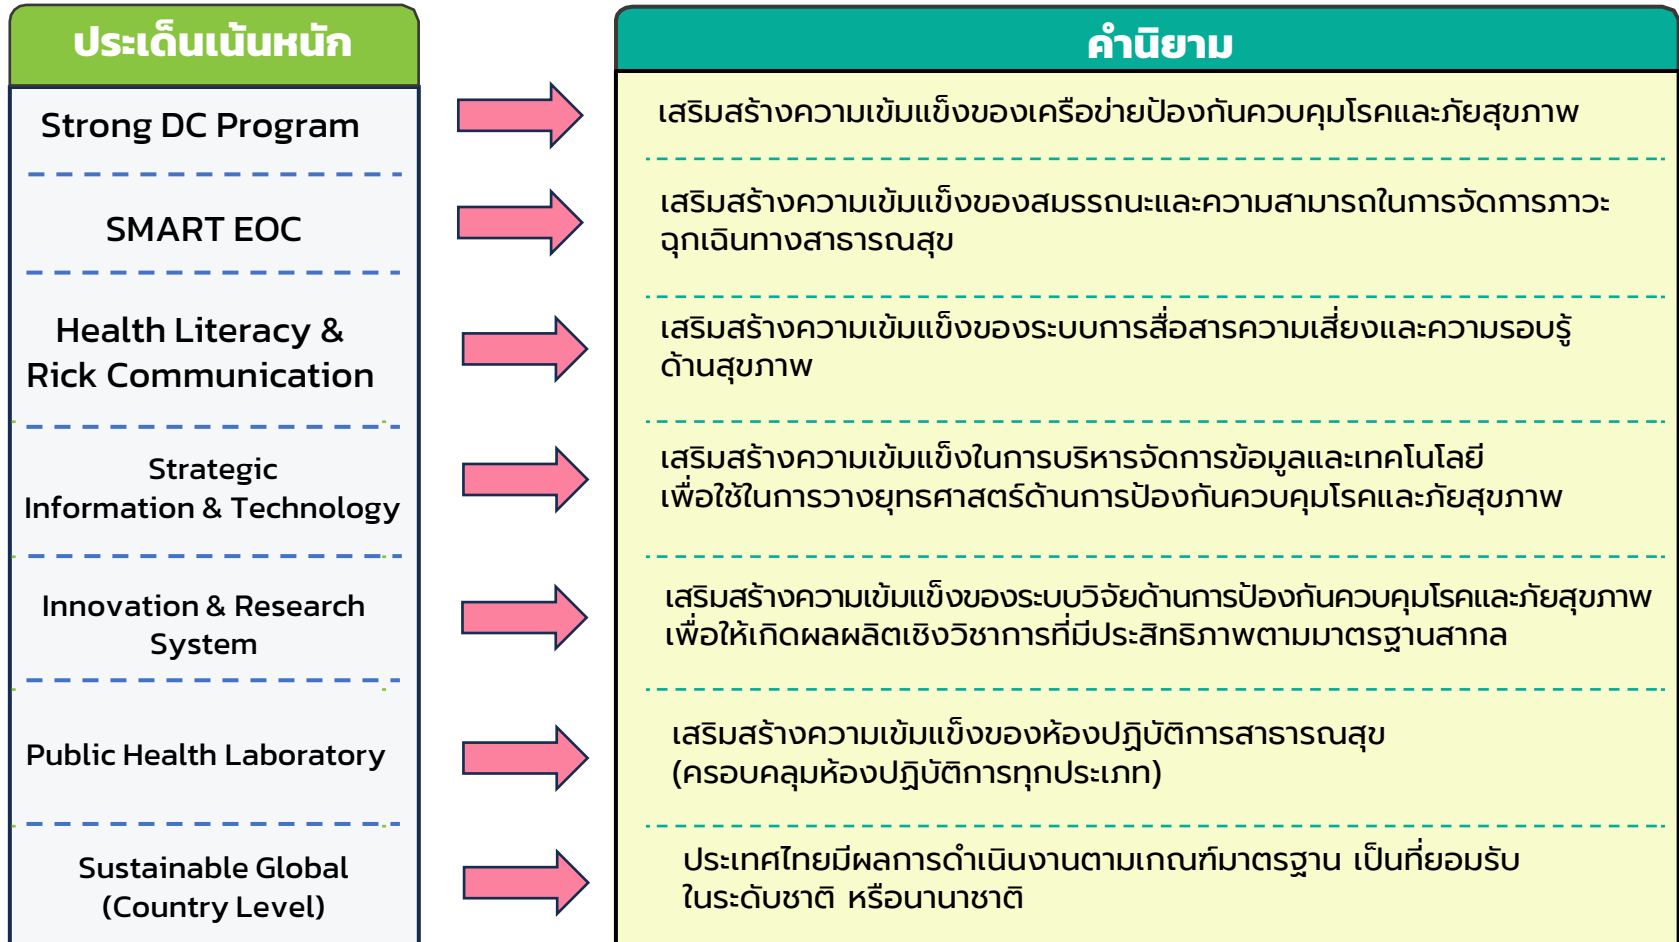 ประเด็นเน้นหนัก
คำนิยาม
Strong DC Program
เสริมสร้างความเข้มแข็งของเครือข่ายป้องกันควบคุมโรคและภัยสุขภาพ
SMART EOC
เสริมสร้างความเข้มแข็งของสมรรถนะและความสามารถในการจัดการภาวะ
ฉุกเฉินทางสาธารณสุข
Health Literacy &
Rick Communication
เสริมสร้างความเข้มแข็งของระบบการสื่อสารความเสี่ยงและความรอบรู้
ด้านสุขภาพ
Strategic
Information & Technology
เสริมสร้างความเข้มแข็งในการบริหารจัดการข้อมูลและเทคโนโลยี
เพื่อใช้ในการวางยุทธศาสตร์ด้านการป้องกันควบคุมโรคและภัยสุขภาพ
Innovation & Research
System
เสริมสร้างความเข้มแข็งของระบบวิจัยด้านการป้องกันควบคุมโรคและภัยสุขภาพ
เพื่อให้เกิดผลผลิตเชิงวิชาการที่มีประสิทธิภาพตามมาตรฐานสากล
Public Health Laboratory
เสริมสร้างความเข้มแข็งของห้องปฏิบัติการสาธารณสุข
(ครอบคลุมห้องปฏิบัติการทุกประเภท)
Sustainable Global
(Country Level)
ประเทศไทยมีผลการดำเนินงานตามเกณฑ์มาตรฐาน เป็นที่ยอมรับ
ในระดับชาติ หรือนานาชาติ